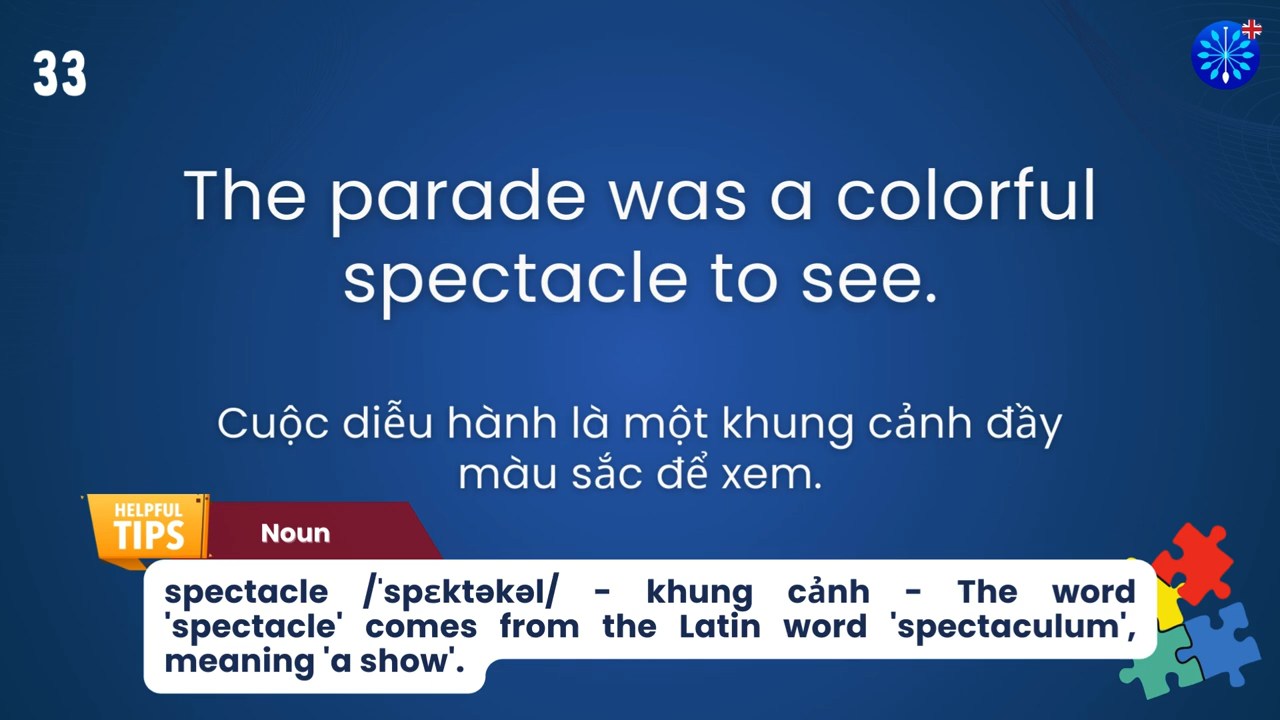 33
The parade was a colorful
spectacle to see.
Cuộc diễu hành là một khung cảnh đầy
màu sắc để xem.
HELPFUL
TIPS
Noun
spectacle /ˈspɛktəkəl/ - khung cảnh - The word
'spectacle' comes from the Latin word 'spectaculum',
meaning 'a show'.